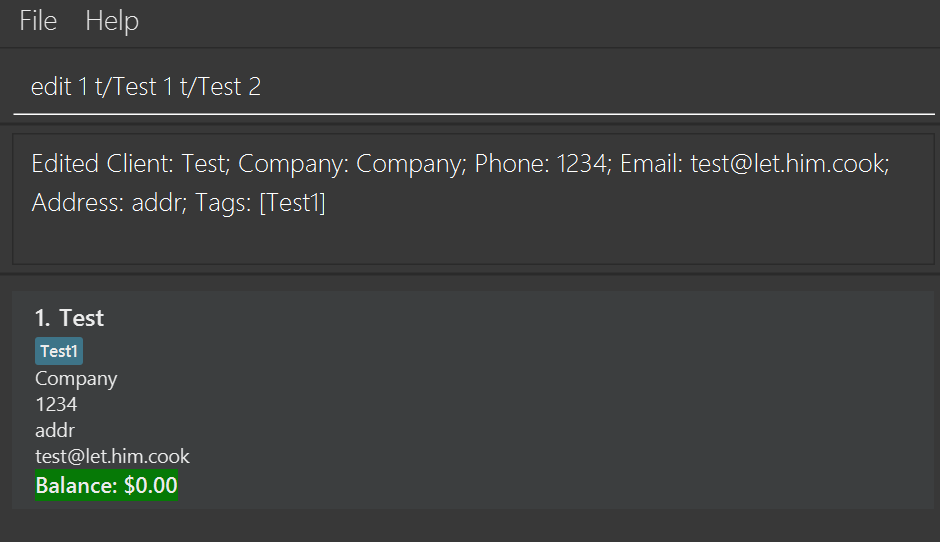 File Help
edit 1 t/Test 1 t/Test 2
Edited Client: Test; Company: Company; Phone: 1234; Email: test@let.him.cook;
Address: addr; Tags: [Test1]
1. Test
Test1
Company
1234
addr
test@let.him.cook
Balance: $0.00